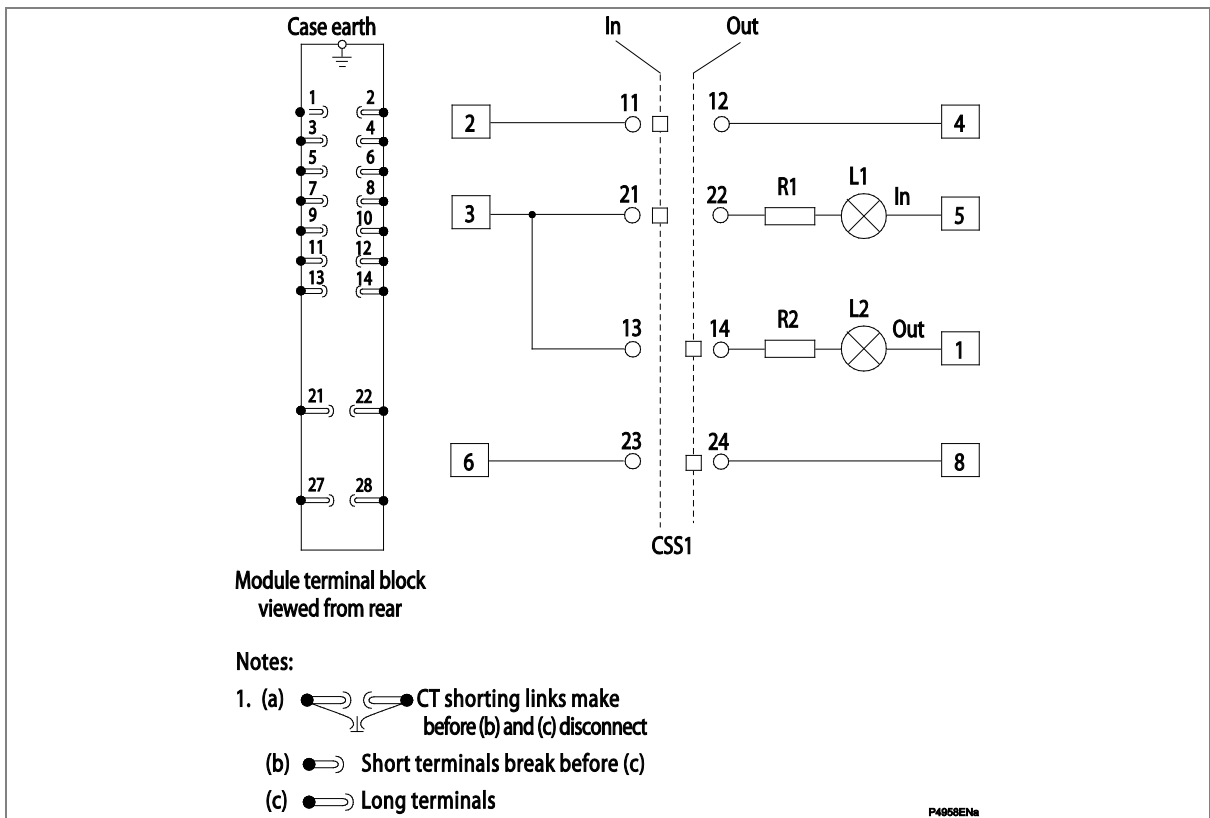 Case earth
In Out
1 2
3 4
5 6
7 8
9 10
11 12
13 14
21 22
27 28
2 11 12 4
3 21 22 R1 L1 In 5
13 14 R2 L2 Out 1
6 23 24 8
CSS1
Module terminal block
viewed from rear
Notes:
1. (a) CT shorting links make
before (b) and (c) disconnect
(b) Short terminals break before (c)
(c) Long terminals
P4958ENa